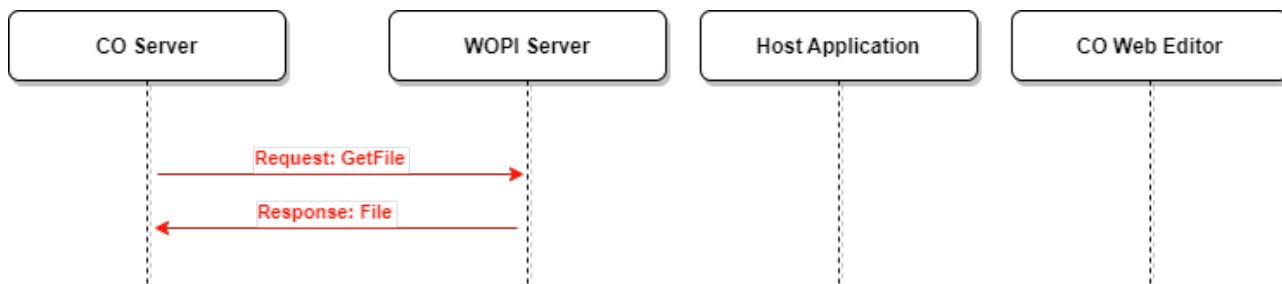 CO Server
WOPI Server
Host Application
CO Web Editor
Request: GetFile
Response: File